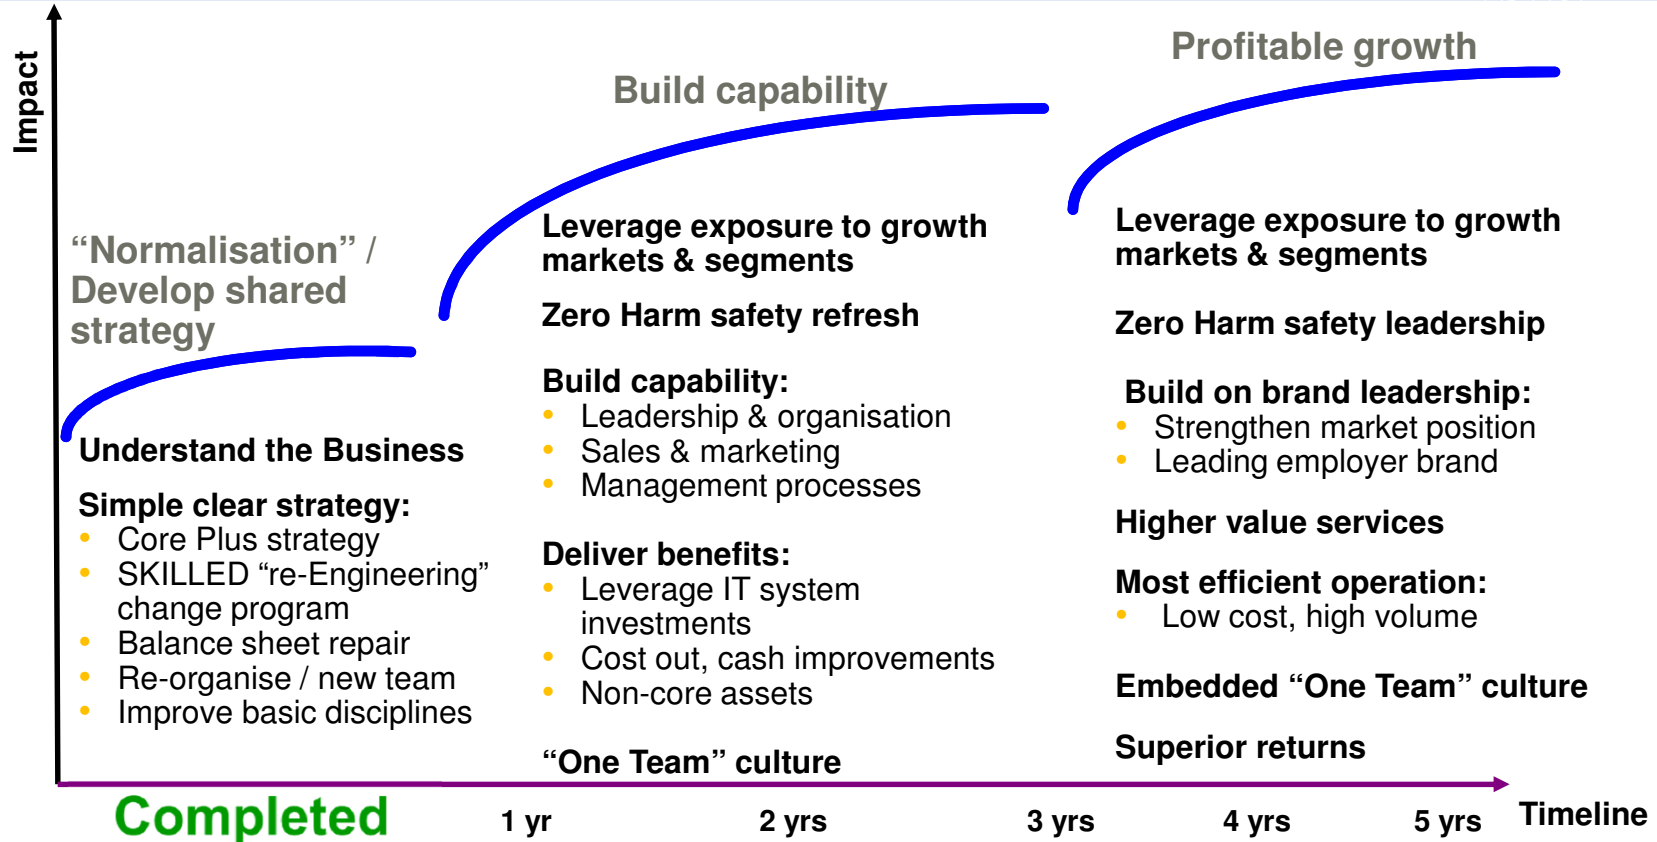 Impact
Profitable growth
Build capability
“Normalisation” /
Develop shared
strategy
Understand the Business
Simple clear strategy:
• Core Plus strategy
• SKILLED “re-Engineering”
change program
• Balance sheet repair
• Re-organise / new team
• Improve basic disciplines
Leverage exposure to growth
markets & segments
Zero Harm safety refresh
Build capability:
• Leadership & organisation
• Sales & marketing
• Management processes
Deliver benefits:
• Leverage IT system
investments
• Cost out, cash improvements
• Non-core assets
“One Team” culture
Leverage exposure to growth
markets & segments
Zero Harm safety leadership
Build on brand leadership:
• Strengthen market position
• Leading employer brand
Higher value services
Most efficient operation:
• Low cost, high volume
Embedded “One Team” culture
Superior returns
Completed
1 yr
2 yrs
3 yrs
4 yrs
5 yrs
Timeline